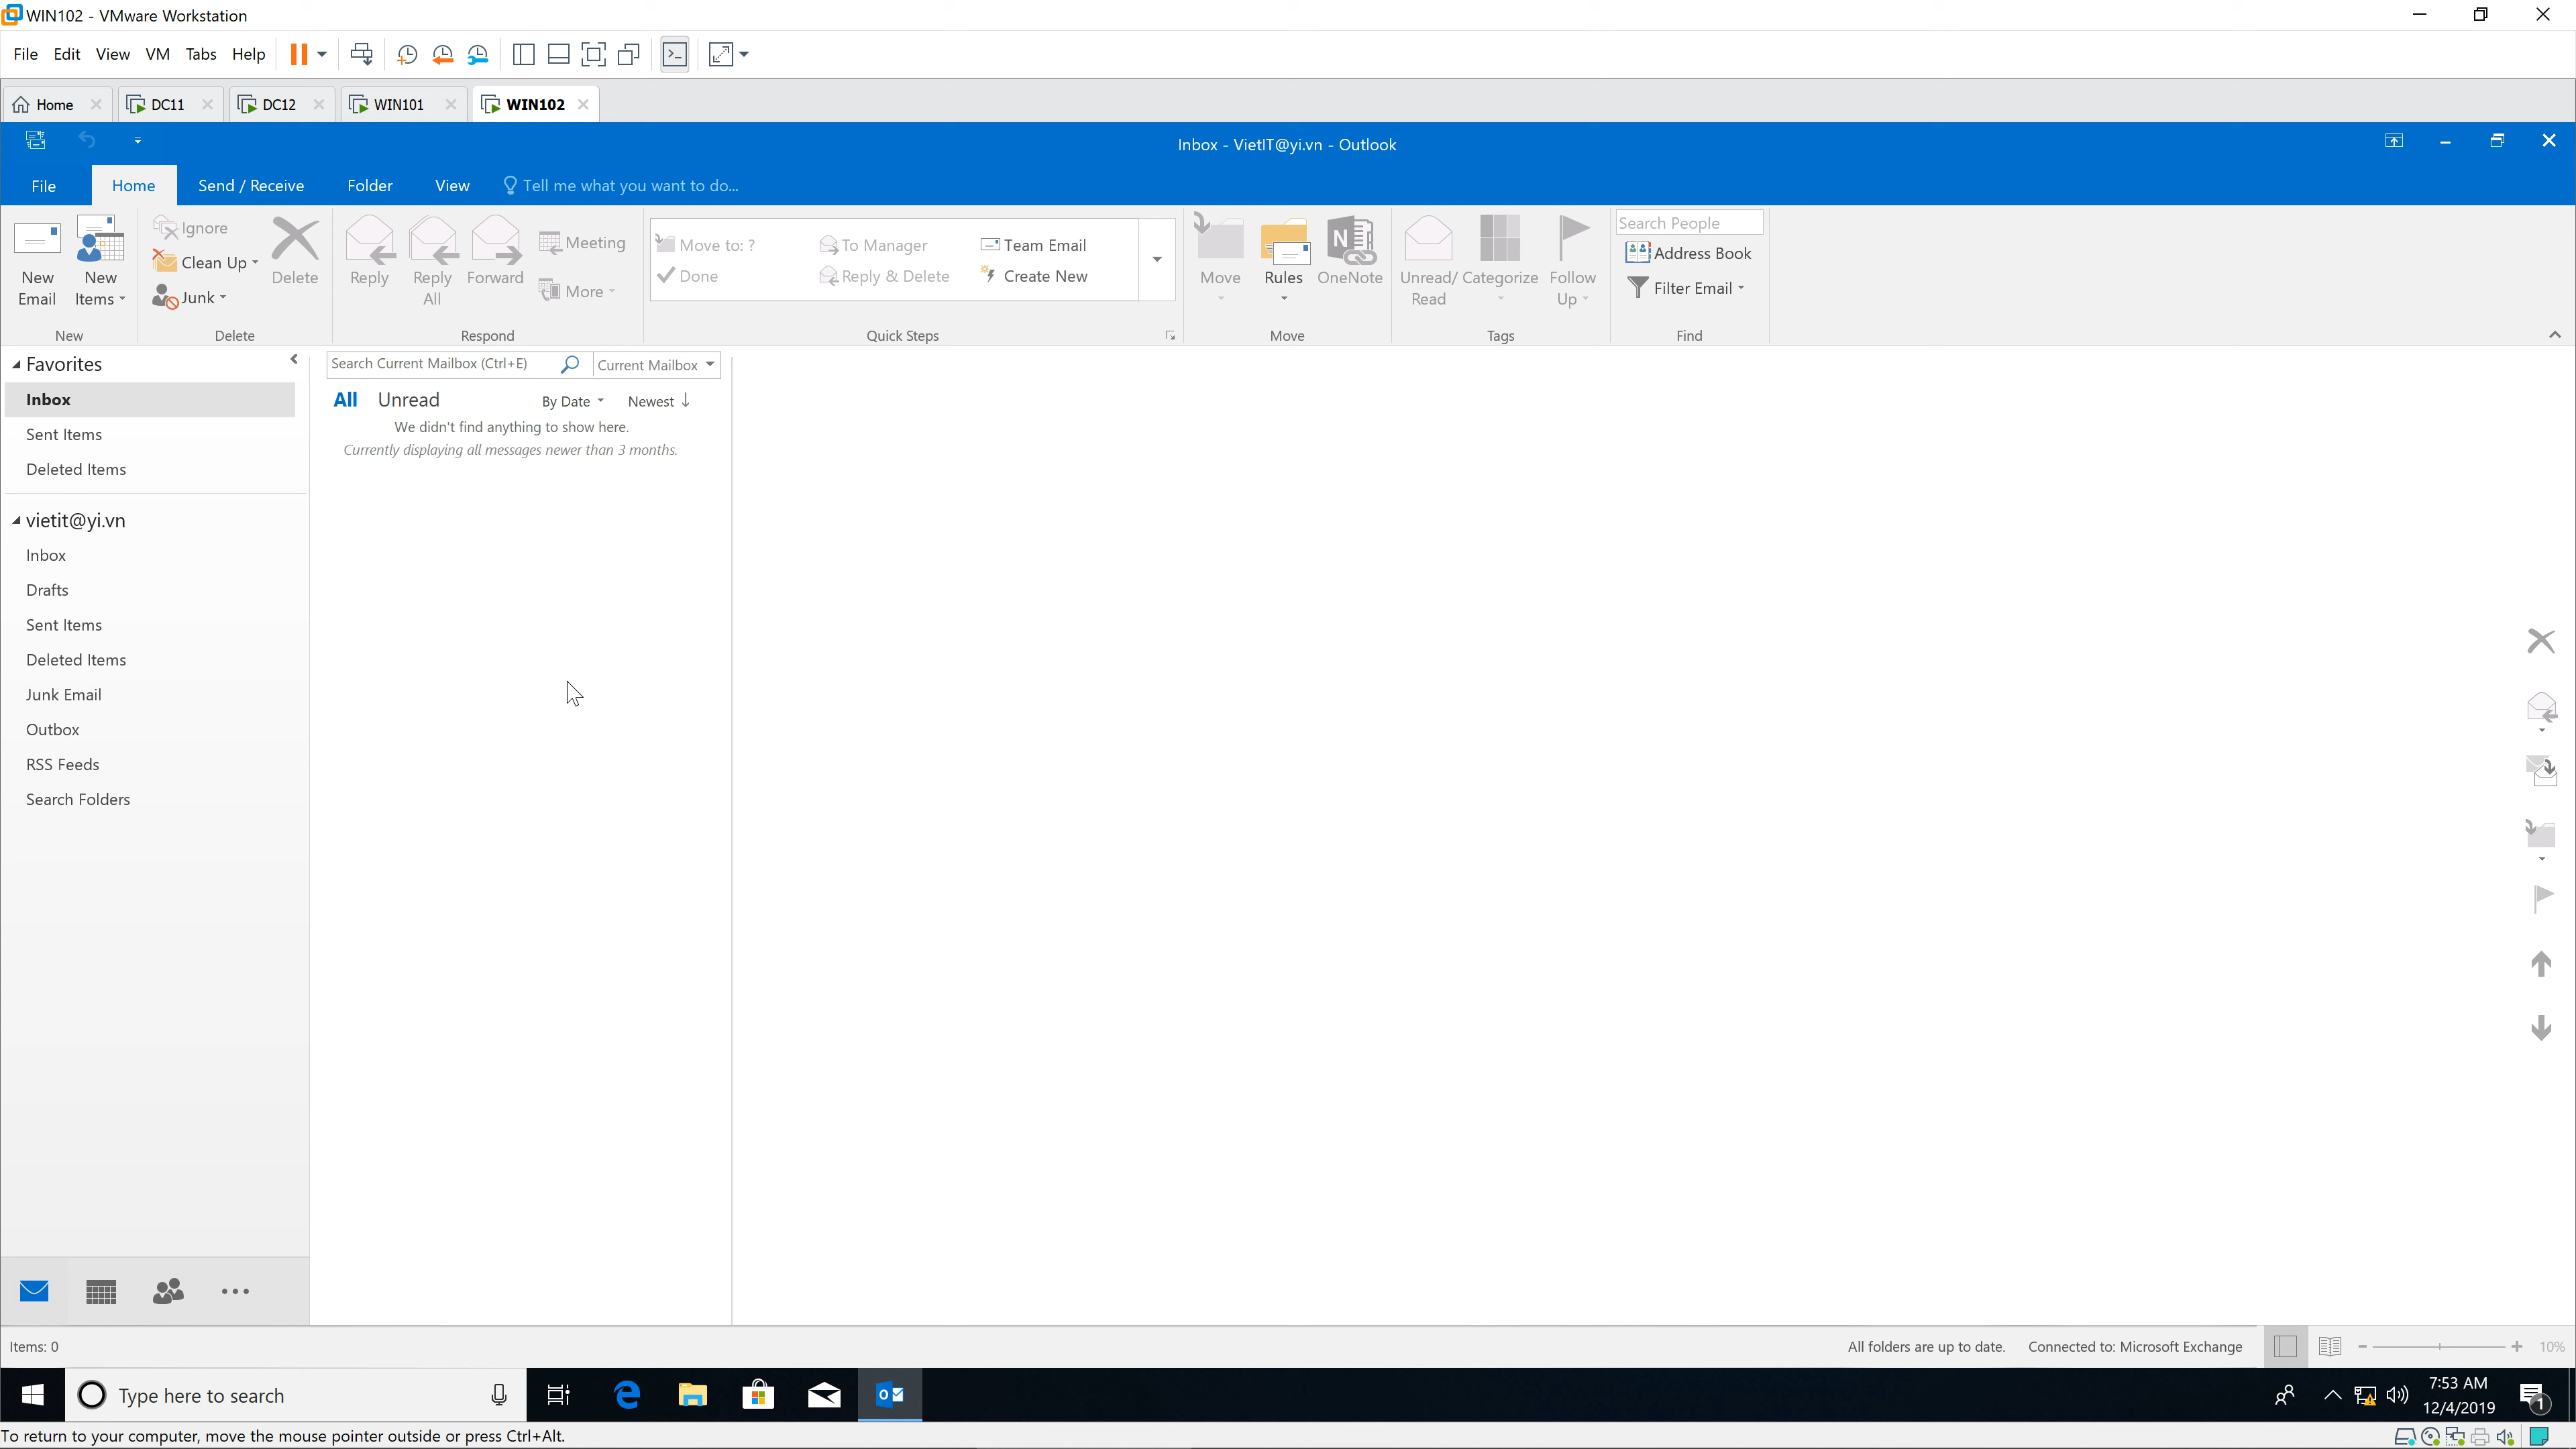 WIN102 - VMware Workstation
File Edit View VM Tabs Help
Home DC11 DC12 WIN101 WIN102
Inbox - VietIT@yi.vn - Outlook
File Home Send / Receive Folder View Tell me what you want to do...
New Email
New Items
Ignore
Clean Up
Junk
Delete
Reply
Reply All
Forward
Meeting
More
Move to: ?
Done
To Manager
Reply & Delete
Team Email
Create New
Move
Rules
OneNote
Unread/ Read
Categorize
Follow Up
Search People
Address Book
Filter Email
New Delete Respond Quick Steps Move Tags Find
Favorites
Inbox
Sent Items
Deleted Items
vietit@yi.vn
Inbox
Drafts
Sent Items
Deleted Items
Junk Email
Outbox
RSS Feeds
Search Folders
Search Current Mailbox (Ctrl+E) Current Mailbox
All Unread By Date Newest
We didn't find anything to show here.
Currently displaying all messages newer than 3 months.
Items: 0
All folders are up to date. Connected to: Microsoft Exchange 10%
Type here to search
7:53 AM
12/4/2019
1
To return to your computer, move the mouse pointer outside or press Ctrl+Alt.